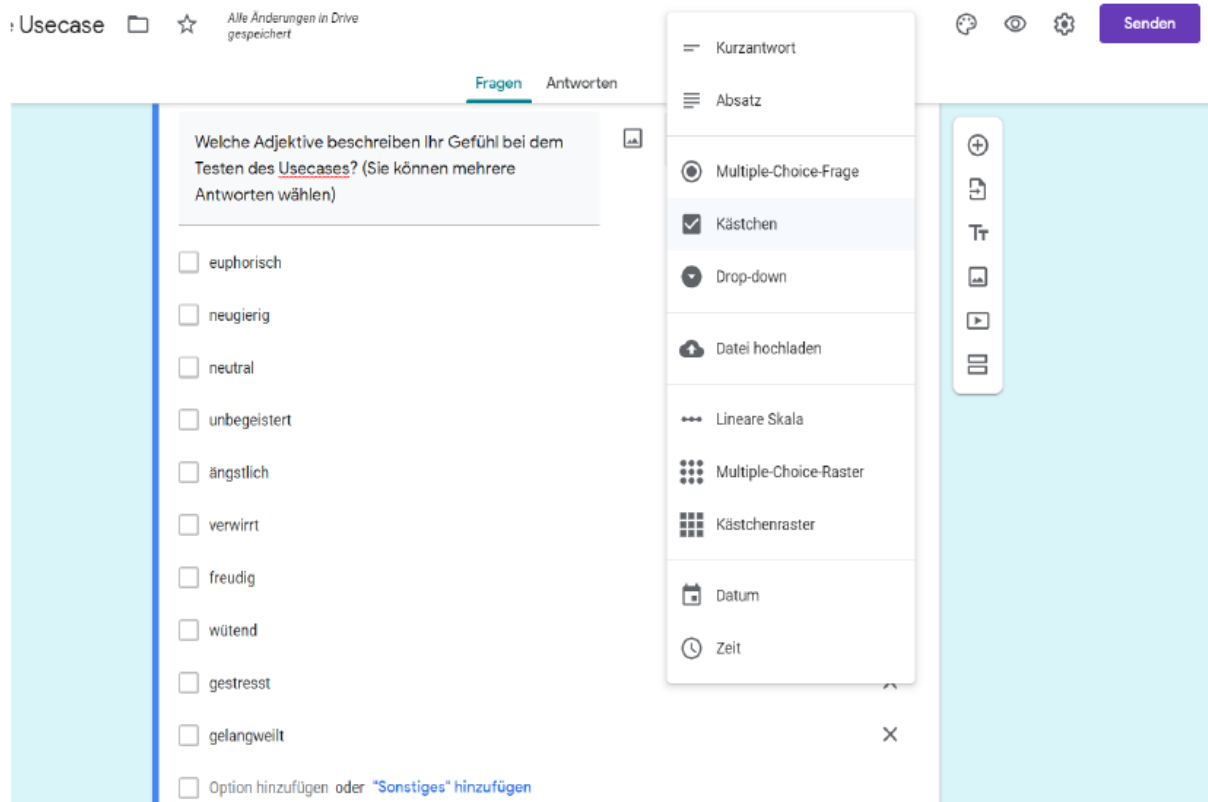 Usecase
Alle Änderungen in Drive
gespeichert
Senden
Fragen Antworten
Welche Adjektive beschreiben Ihr Gefühl bei dem
Testen des Usecases? (Sie können mehrere
Antworten wählen)
euphorisch
neugierig
neutral
unbegeistert
ängstlich
verwirrt
freudig
wütend
gestresst
gelangweilt
Option hinzufügen oder "Sonstiges" hinzufügen
Kurzantwort
Absatz
Multiple-Choice-Frage
Kästchen
Drop-down
Datei hochladen
Lineare Skala
Multiple-Choice-Raster
Kästchenraster
Datum
Zeit
Tт